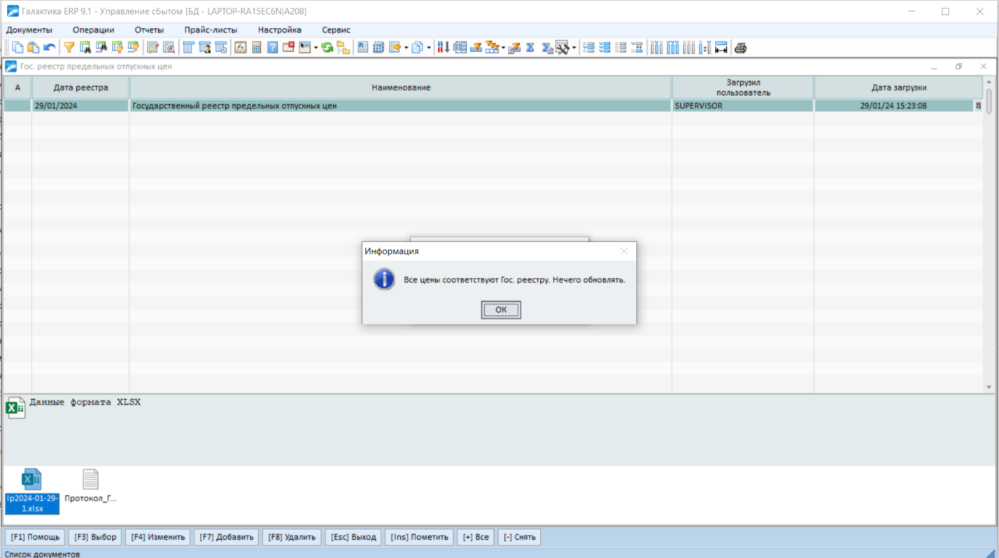 Галактика ERP 9.1 - Управление сбытом [БД - LAPTOP-RA15EC6N|A208]
Документы Операции Отчеты Прайс-листы Настройка Сервис
Гос. реестр предельных отпускных цен
А Дата реестра Наименование Загрузил пользователь Дата загрузки
29/01/2024 Государственный реестр предельных отпускных цен SUPERVISOR 29/01/24 15:23:08
Информация
Все цены соответствуют Гос. реестру. Нечего обновлять.
ОК
Данные формата XLSX
lp2024-01-29-
1.xlsx
Протокол_Г...
[F1] Помощь [F3] Выбор [F4] Изменить [F7] Добавить [F8] Удалить [Esc] Выход [Ins] Пометить [+] Все [-] Снять
Список документов